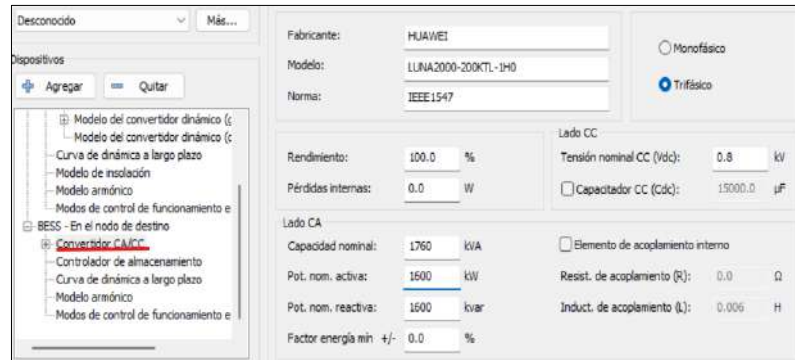 Desconocido
Más...
Dispositivos
Agregar
Quitar
Modelo del convertidor dinámico (c
Modelo del convertidor dinámico (c
Curva de dinámica a largo plazo
Modelo de insolación
Modelo armónico
Modos de control de funcionamiento e
BESS - En el nodo de destino
Convertidor CA/CC
Controlador de almacenamiento
Curva de dinámica a largo plazo
Modelo armónico
Modos de control de funcionamiento e
Fabricante: HUAWEI
Modelo: LUNA2000-200KTL-1H0
Norma: IEEE1547
Monofásico
Trifásico
Rendimiento: 100.0 %
Pérdidas internas: 0.0 W
Lado CC
Tensión nominal CC (Vdc): 0.8 kV
Capacitador CC (Cdc): 15000.0 µF
Lado CA
Capacidad nominal: 1760 kVA
Pot. nom. activa: 1600 kW
Pot. nom. reactiva: 1600 kvar
Factor energía min +/- 0.0 %
Elemento de acoplamiento interno
Resist. de acoplamiento (R): 0.0 Ω
Induct. de acoplamiento (L): 0.006 H